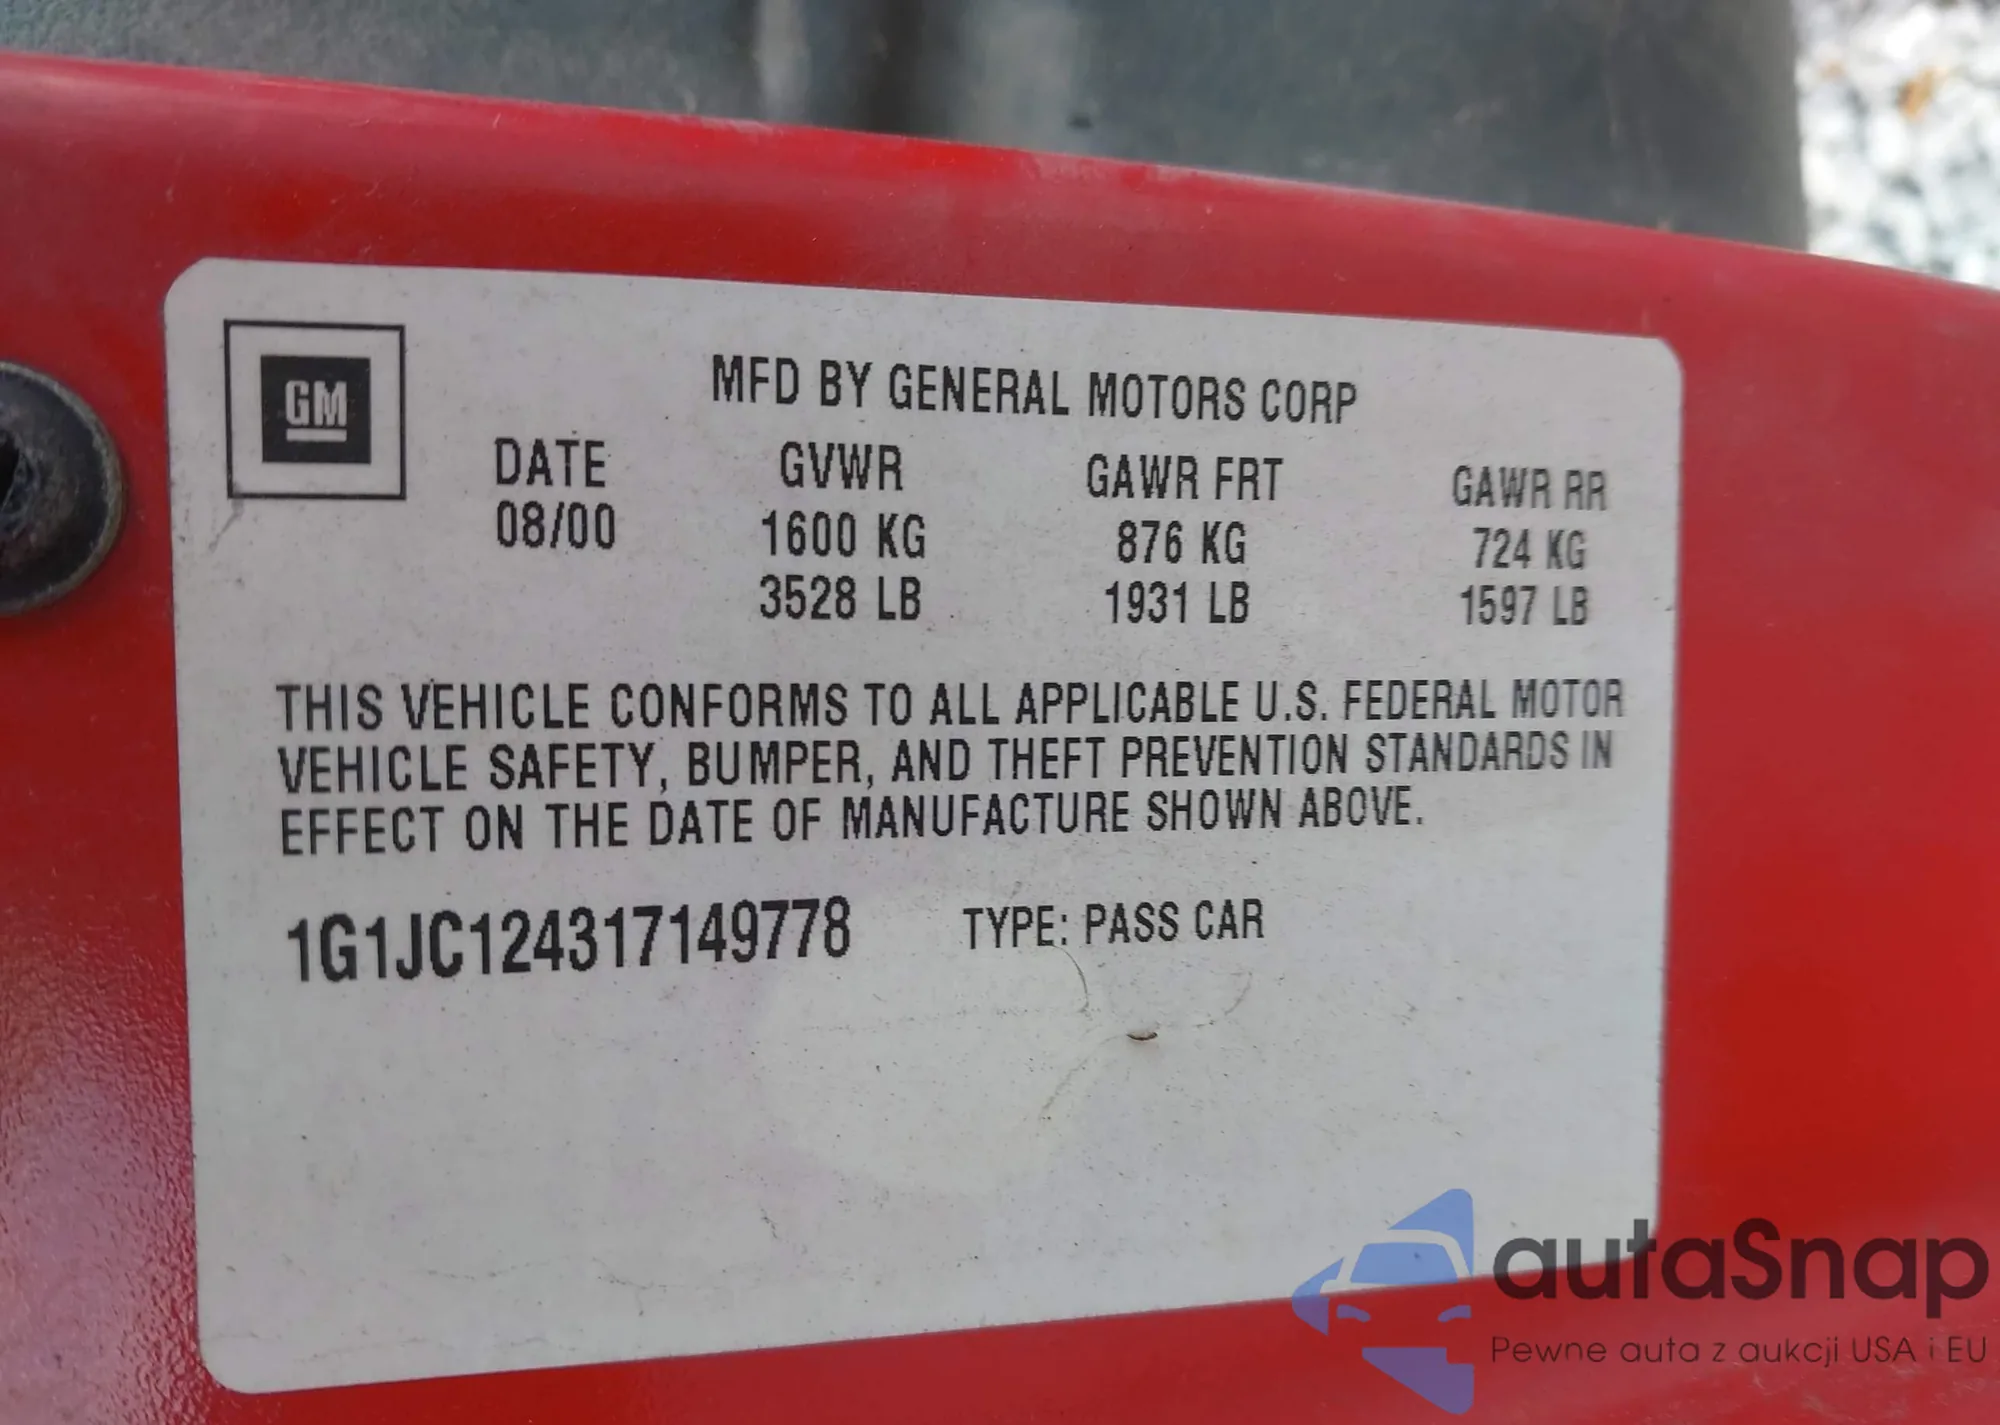 GM
MFD BY GENERAL MOTORS CORP
DATE GVWR GAWR FRT GAWR RR
08/00 1600 KG 876 KG 724 KG
3528 LB 1931 LB 1597 LB
THIS VEHICLE CONFORMS TO ALL APPLICABLE U.S. FEDERAL MOTOR
VEHICLE SAFETY, BUMPER, AND THEFT PREVENTION STANDARDS IN
EFFECT ON THE DATE OF MANUFACTURE SHOWN ABOVE.
1G1JC124317149778 TYPE: PASS CAR
autaSnap
Pewne auta z aukcji USA i EU